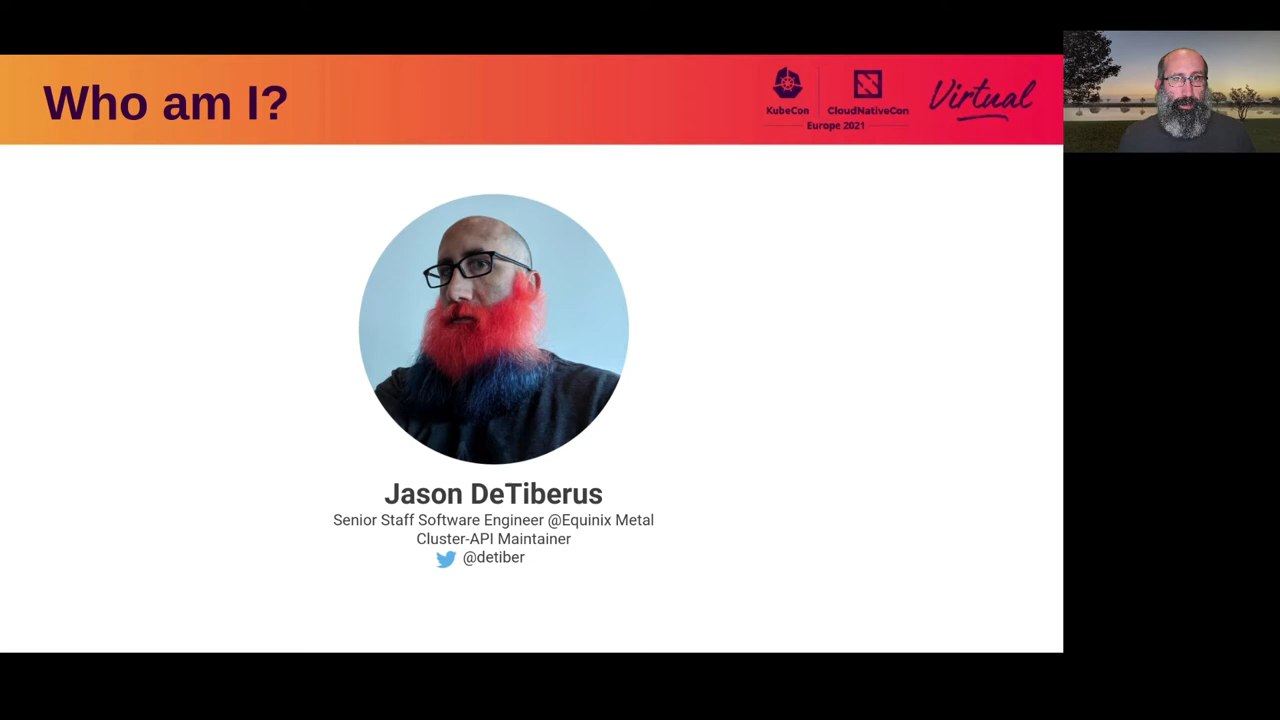 Who am I?
KubeCon
CloudNativeCon
Europe 2021
Virtual
Jason DeTiberus
Senior Staff Software Engineer @Equinix Metal
Cluster-API Maintainer
@detiber